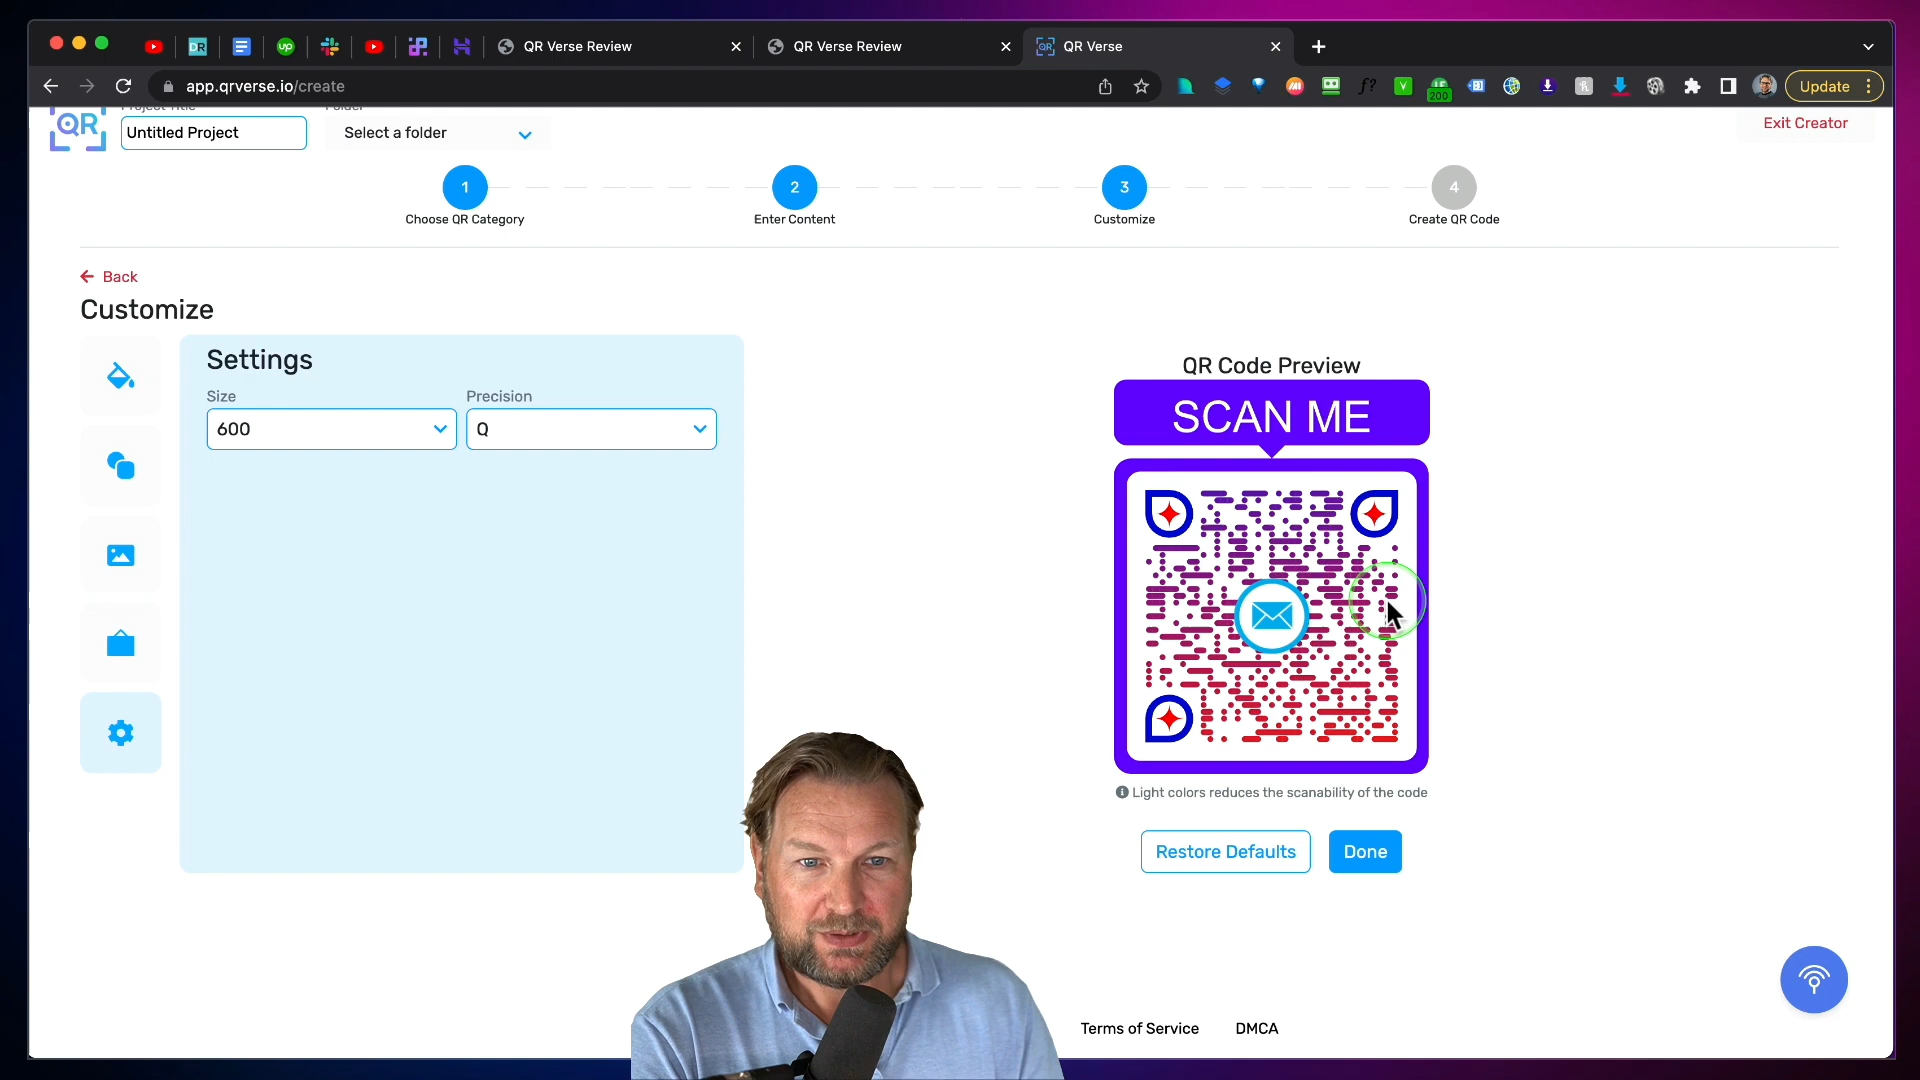 QR Verse Review
QR Verse Review
QR Verse
app.qrverse.io/create
200
Update
QR
Untitled Project
Select a folder
Exit Creator
1
2
3
4
Choose QR Category
Enter Content
Customize
Create QR Code
Back
Customize
Settings
Size
Precision
600
Q
QR Code Preview
SCAN ME
Light colors reduces the scanability of the code
Restore Defaults
Done
Terms of Service
DMCA